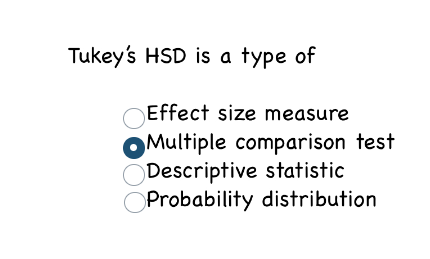 Tukey's HSD is a type of
Effect size measure
Multiple comparison test
Descriptive statistic
Probability distribution